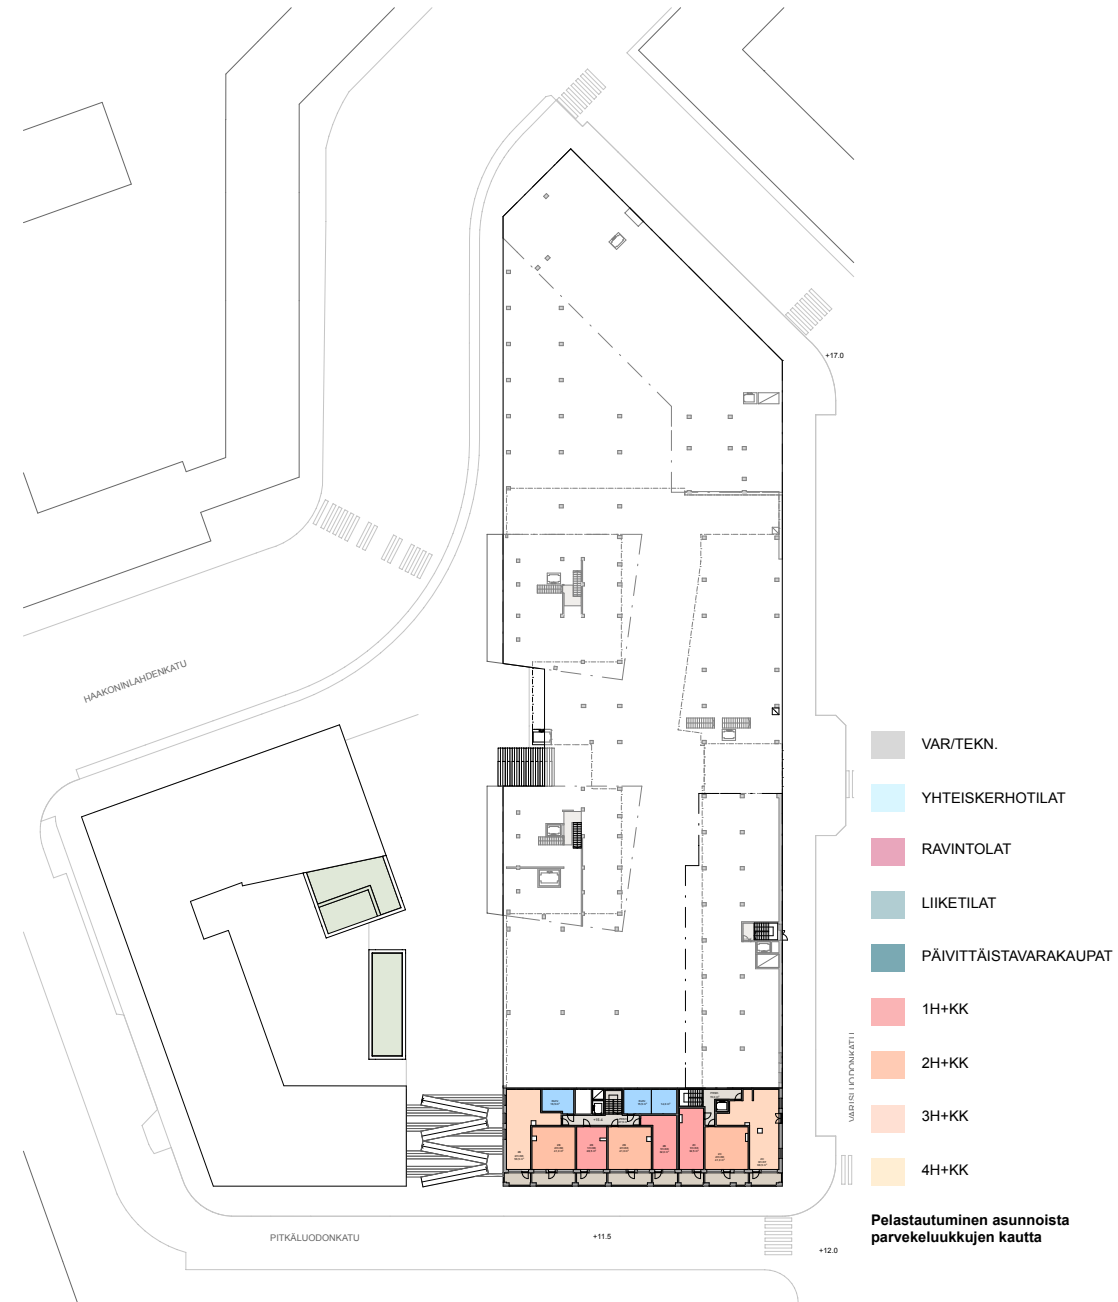 +17.0
HAAKONINLAHDENKATU
VAR/TEKN.
YHTEISKERHOTILAT
RAVINTOLAT
LIIKETILAT
PÄIVITTÄISTAVARAKAUPAT
1H+KK
2H+KK
3H+KK
4H+KK
VARISLUODONKATU
Pelastautuminen asunnoista
parvekeluukkujen kautta
PITKÄLUODONKATU
+11.5
+12.0